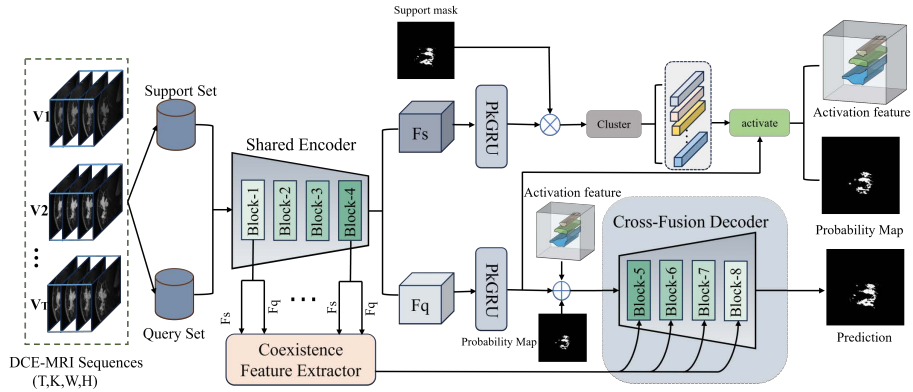 Support mask
V1
V2
VT
Support Set
Query Set
DCE-MRI Sequences
(T,K,W,H)
Shared Encoder
Block-1
Block-2
Block-3
Block-4
Fs
Fq
Fs
Fq
Coexistence
Feature Extractor
Fs
PkGRU
Cluster
activate
Activation feature
Probability Map
Fq
PkGRU
Activation feature
Probability Map
Cross-Fusion Decoder
Block-5
Block-6
Block-7
Block-8
Prediction